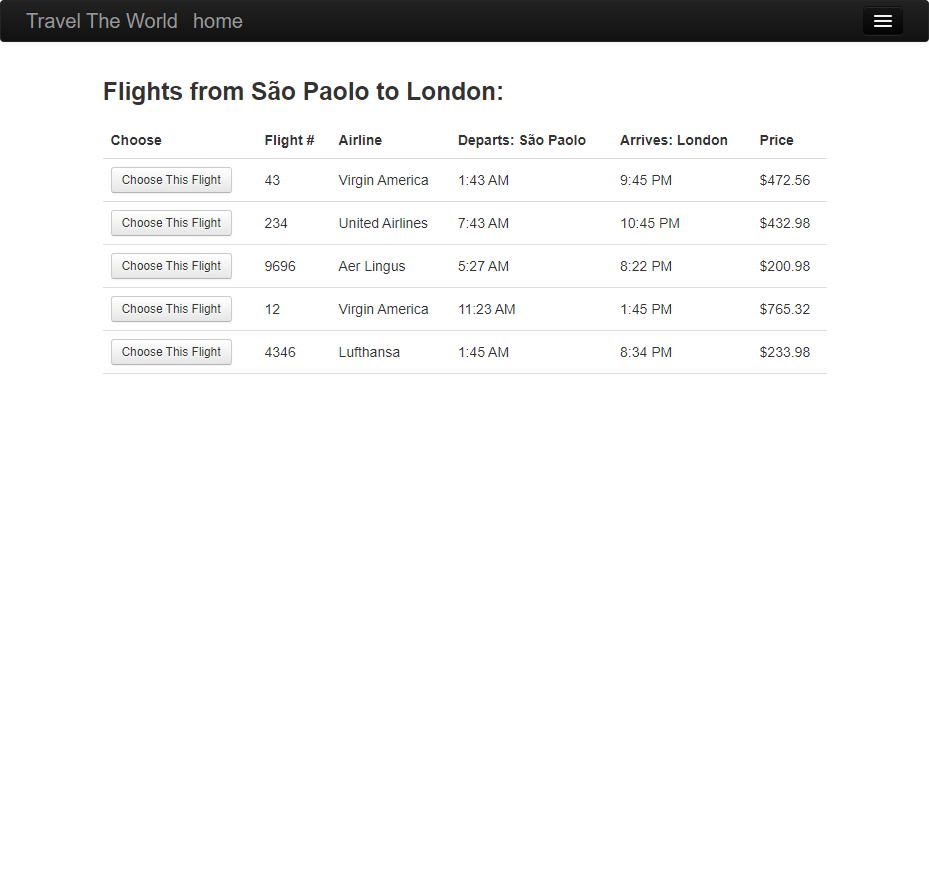 Travel The World home
Flights from São Paolo to London:
Choose Flight # Airline Departs: São Paolo Arrives: London Price
Choose This Flight 43 Virgin America 1:43 AM 9:45 PM $472.56
Choose This Flight 234 United Airlines 7:43 AM 10:45 PM $432.98
Choose This Flight 9696 Aer Lingus 5:27 AM 8:22 PM $200.98
Choose This Flight 12 Virgin America 11:23 AM 1:45 PM $765.32
Choose This Flight 4346 Lufthansa 1:45 AM 8:34 PM $233.98